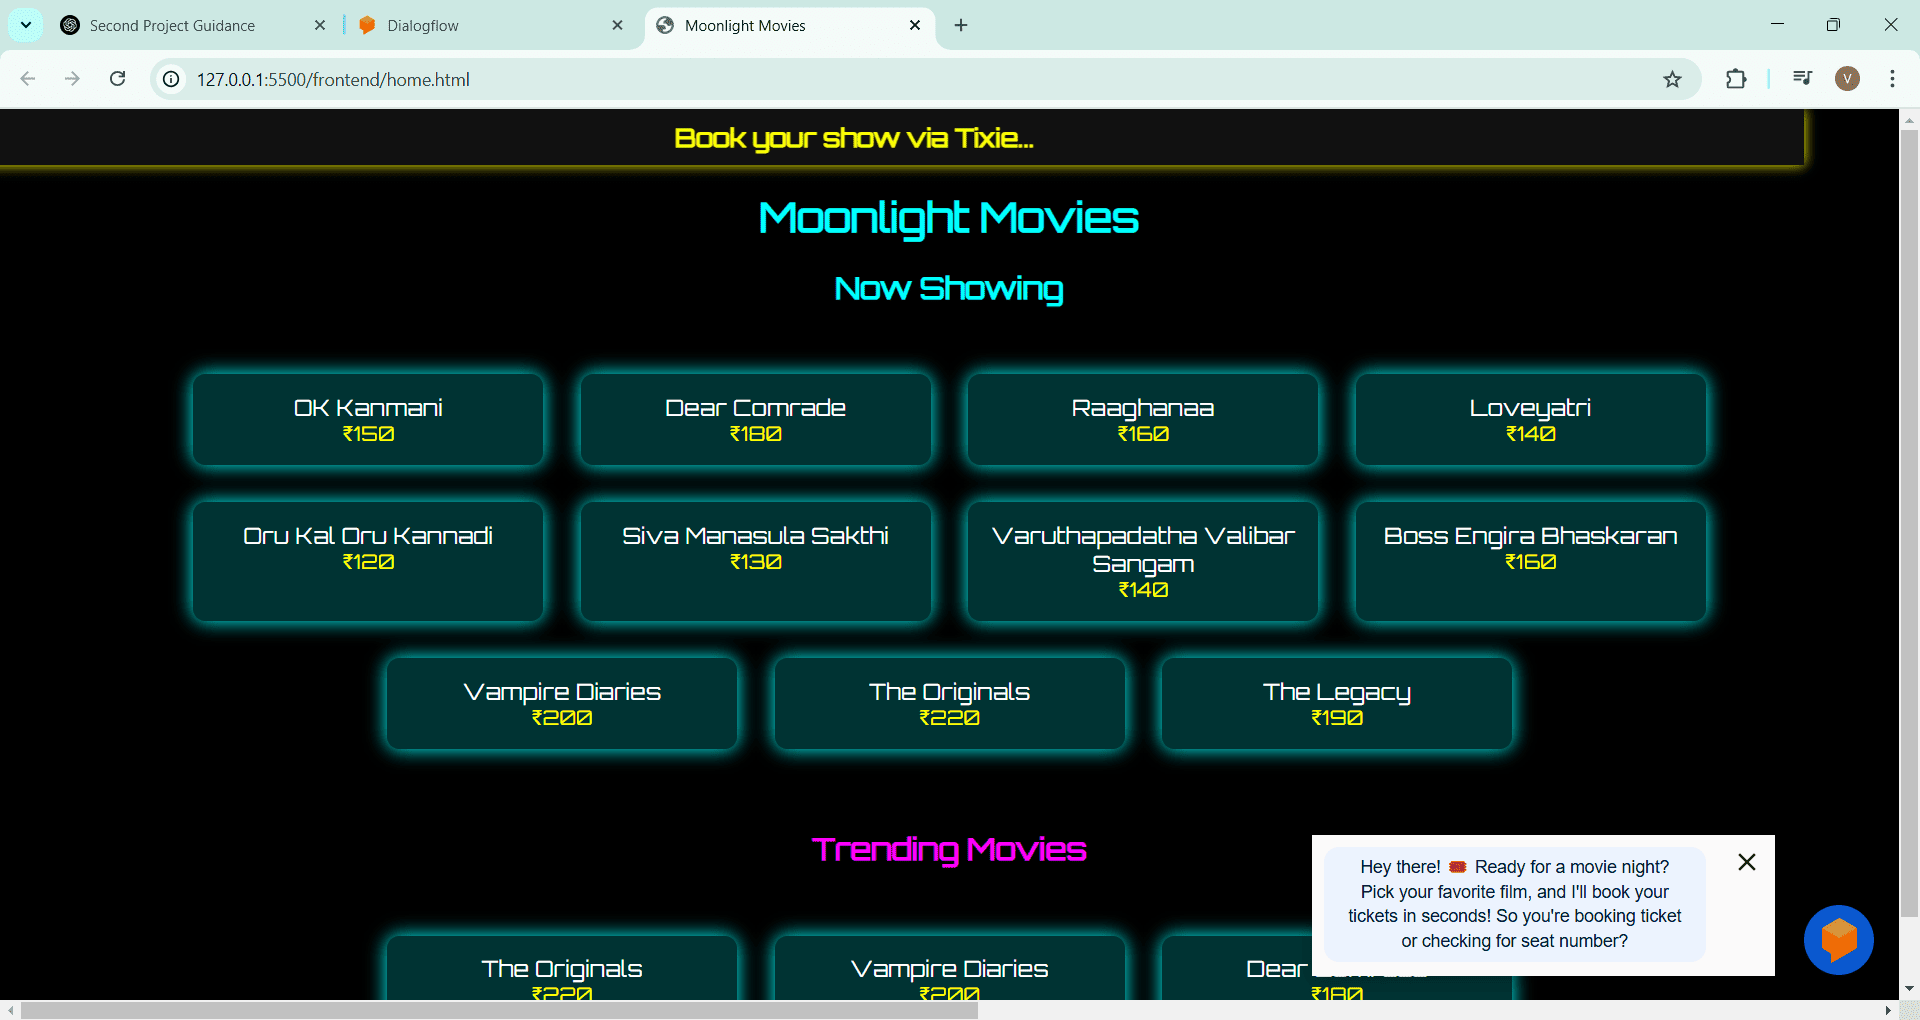 Second Project Guidance
Dialogflow
Moonlight Movies
127.0.0.1:5500/frontend/home.html
V
Book your show via Tixie...
Moonlight Movies
Now Showing
OK Kanmani
₹150
Dear Comrade
₹180
Raaghanaa
₹160
Loveyatri
₹140
Oru Kal Oru Kannadi
₹120
Siva Manasula Sakthi
₹130
Varuthapadatha Valibar
Sangam
₹140
Boss Engira Bhaskaran
₹160
Vampire Diaries
₹200
The Originals
₹220
The Legacy
₹190
Trending Movies
The Originals
₹220
Vampire Diaries
₹200
Dear
₹180
Hey there! 🎟️ Ready for a movie night?
Pick your favorite film, and I'll book your
tickets in seconds! So you're booking ticket
or checking for seat number?